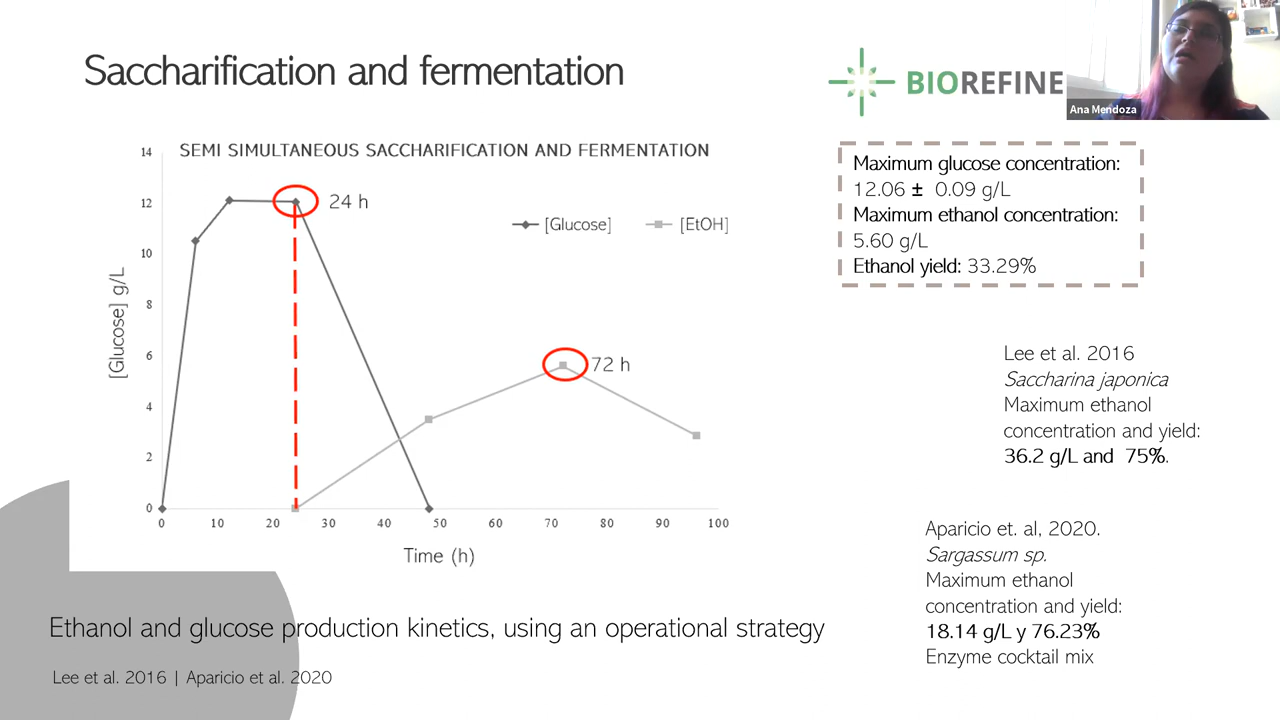 Saccharification and fermentation
BIOREFINE
Ana Mendoza
SEMI SIMULTANEOUS SACCHARIFICATION AND FERMENTATION
14
12
10
8
6
4
2
0
[Glucose] g/L
24 h
[Glucose]
[EtOH]
72 h
0 10 20 30 40 50 60 70 80 90 100
Time (h)
Maximum glucose concentration:
12.06 ± 0.09 g/L
Maximum ethanol concentration:
5.60 g/L
Ethanol yield: 33.29%
Lee et al. 2016
Saccharina japonica
Maximum ethanol
concentration and yield:
36.2 g/L and 75%.
Aparicio et. al, 2020.
Sargassum sp.
Maximum ethanol
concentration and yield:
18.14 g/L y 76.23%
Enzyme cocktail mix
Ethanol and glucose production kinetics, using an operational strategy
Lee et al. 2016 | Aparicio et al. 2020